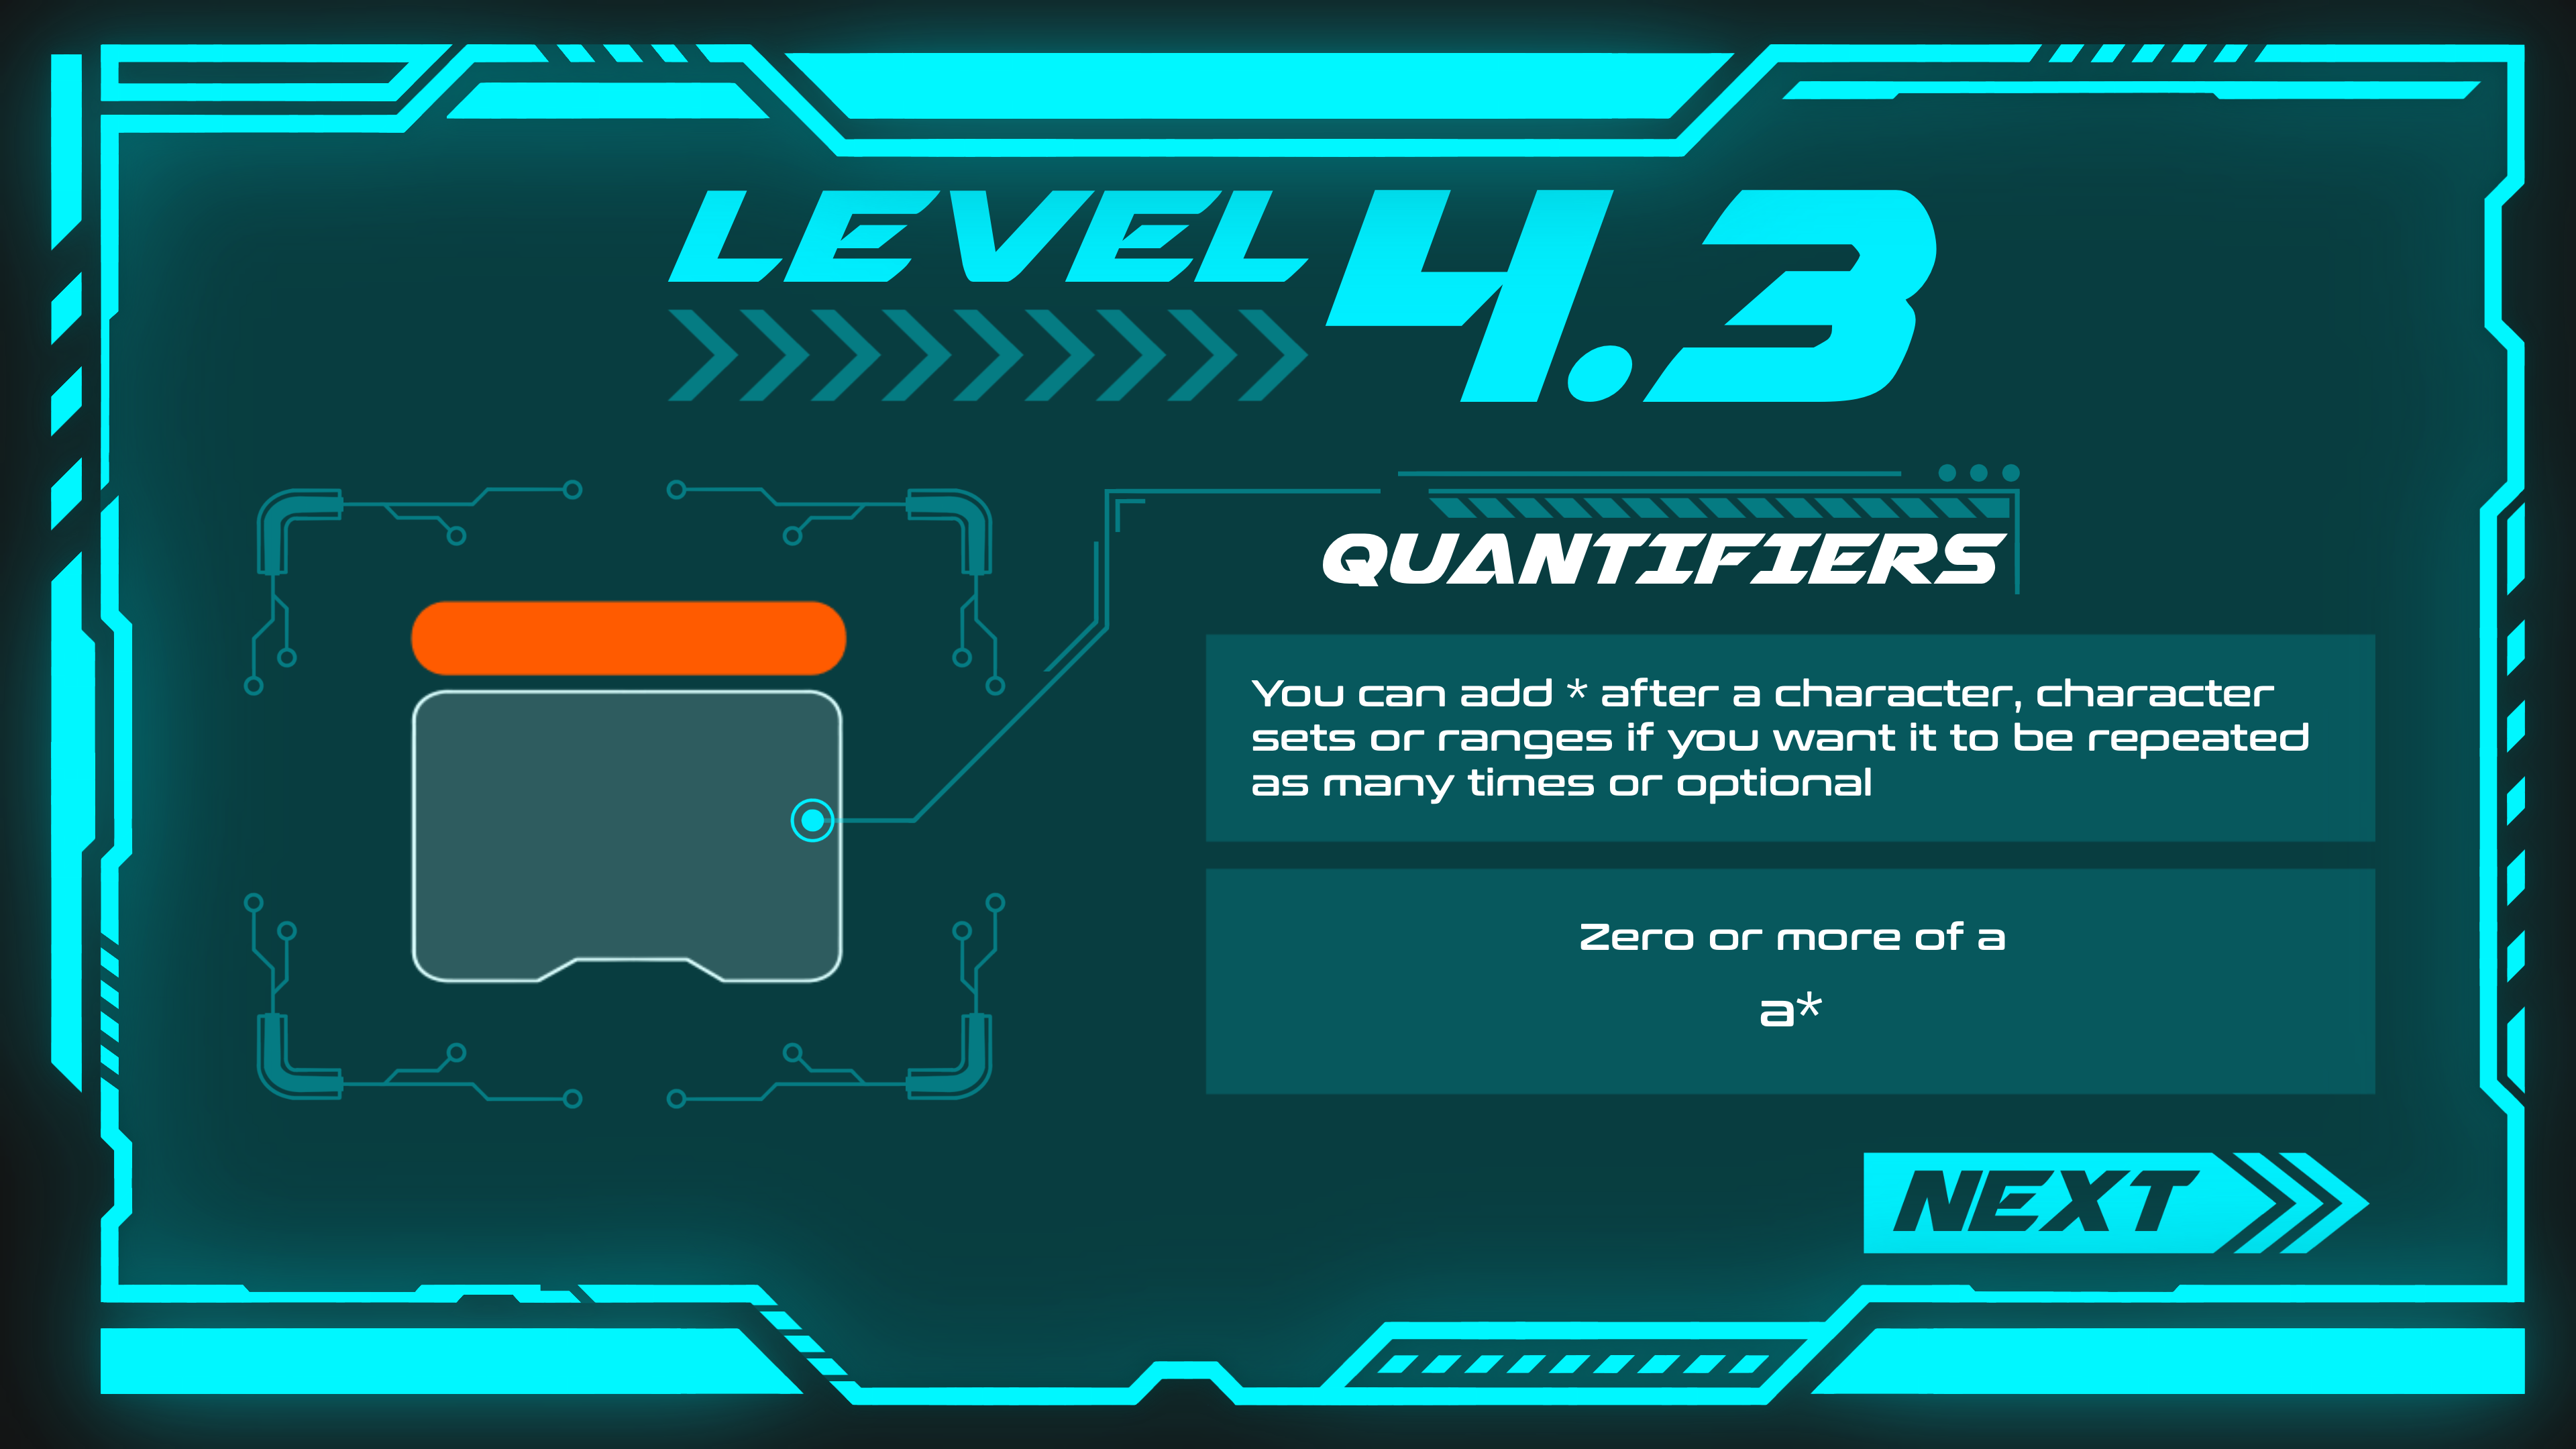 LEVEL 4.3
QUANTIFIERS
You can add * after a character, character
sets or ranges if you want it to be repeated
as many times or optional
Zero or more of a
a*
NEXT